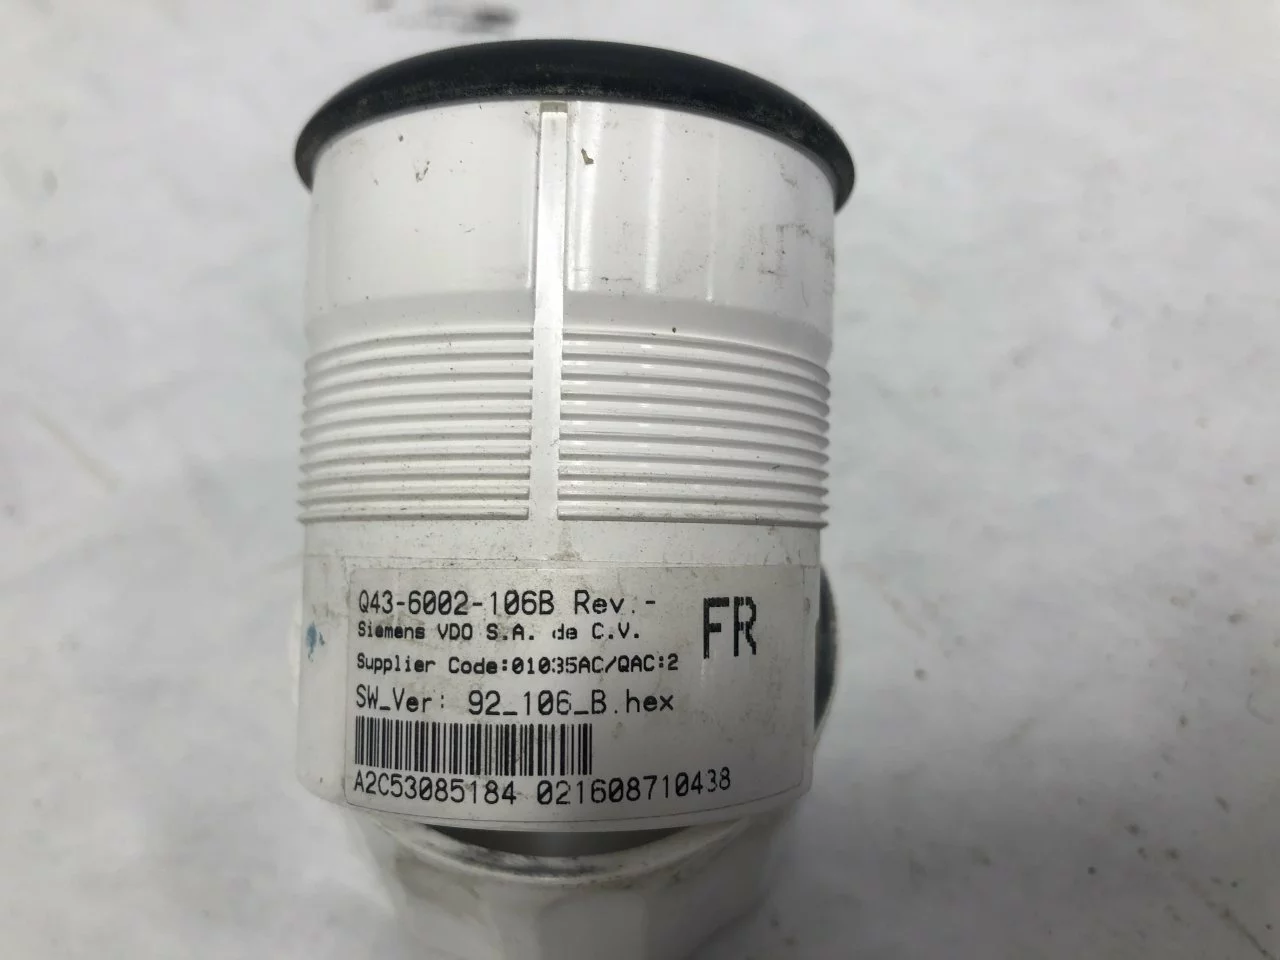 Q43-6002-106B Rev.-
FR
Siemens VDO S.A. de C.V.
Supplier Code:01035AC/QAC:2
SW_Ver: 92_106_B.hex
A2C53085184 021608710438